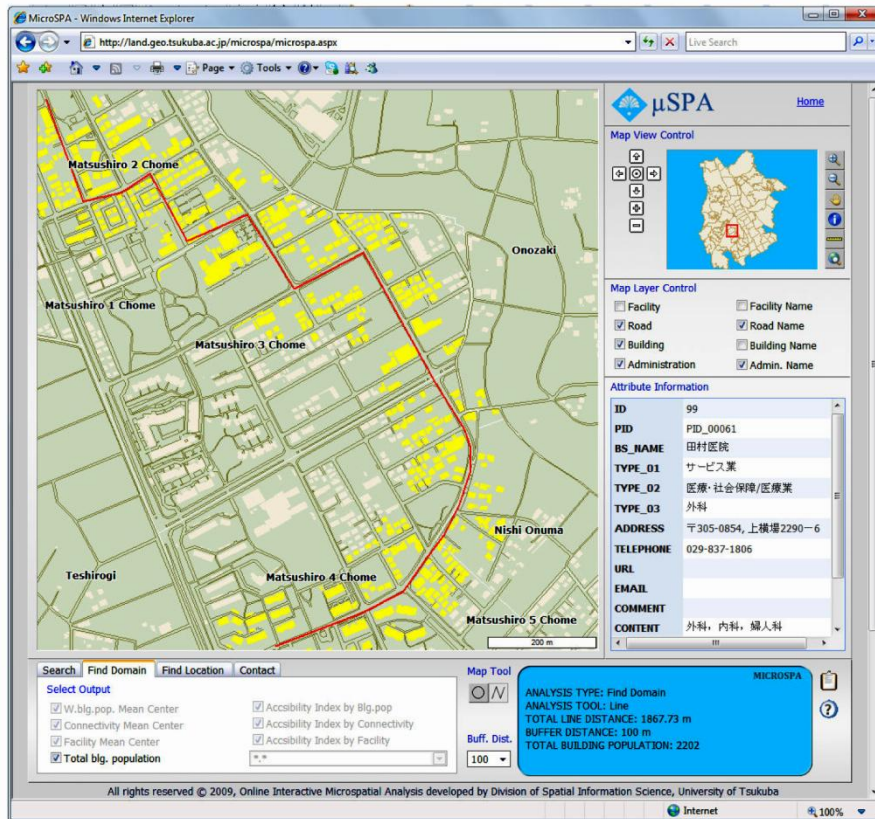 MicroSPA - Windows Internet Explorer
http://land.geo.tsukuba.ac.jp/microspa/microspa.aspx
Live Search
Page
Tools
Matsushiro 2 Chome
Onozaki
Matsushiro 1 Chome
Matsushiro 3 Chome
Nishi Onuma
Teshirogi
Matsushiro 4 Chome
Matsushiro 5 Chome
200 m
µSPA
Home
Map View Control
Map Layer Control
Facility
Facility Name
Road
Road Name
Building
Building Name
Administration
Admin. Name
Attribute Information
ID 99
PID PID_00061
BS_NAME 田村医院
TYPE_01 サービス業
TYPE_02 医療・社会保障/医療業
TYPE_03 外科
ADDRESS 〒305-0854, 上横場2290－6
TELEPHONE 029-837-1806
URL
EMAIL
COMMENT
CONTENT 外科，内科，婦人科
Search Find Domain Find Location Contact
Select Output
W.blg.pop. Mean Center
Accsibility Index by Blg.pop
Connectivity Mean Center
Accsibility Index by Connectivity
Facility Mean Center
Accsibility Index by Facility
Total blg. population
*.*
Map Tool
Buff. Dist.
100
MICROSPA
ANALYSIS TYPE: Find Domain
ANALYSIS TOOL: Line
TOTAL LINE DISTANCE: 1867.73 m
BUFFER DISTANCE: 100 m
TOTAL BUILDING POPULATION: 2202
All rights reserved © 2009, Online Interactive Microspatial Analysis developed by Division of Spatial Information Science, University of Tsukuba
Internet
100%